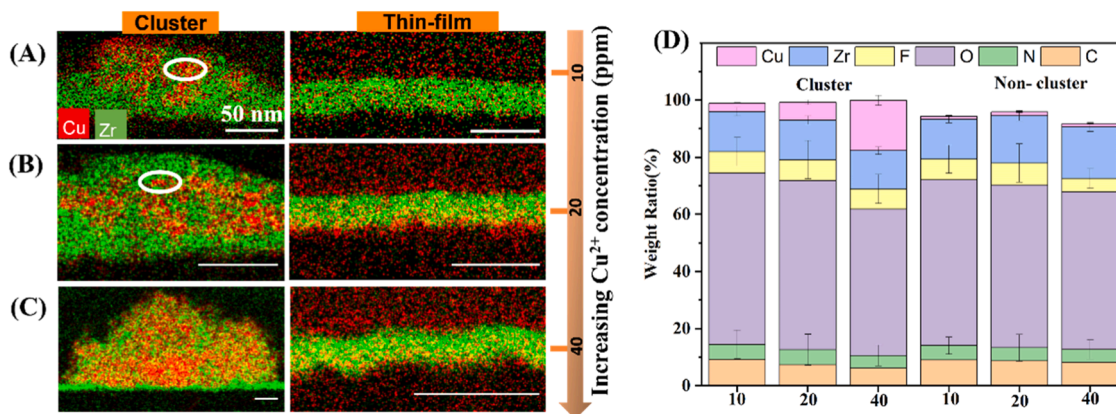 Cluster
Thin-film
(A)
Cu
Zr
50 nm
(B)
(C)
10
20
40
Increasing Cu²⁺ concentration (ppm)
(D)
Cu Zr F O N C
Cluster
Non- cluster
Weight Ratio(%)
100
80
60
40
20
0
10 20 40 10 20 40